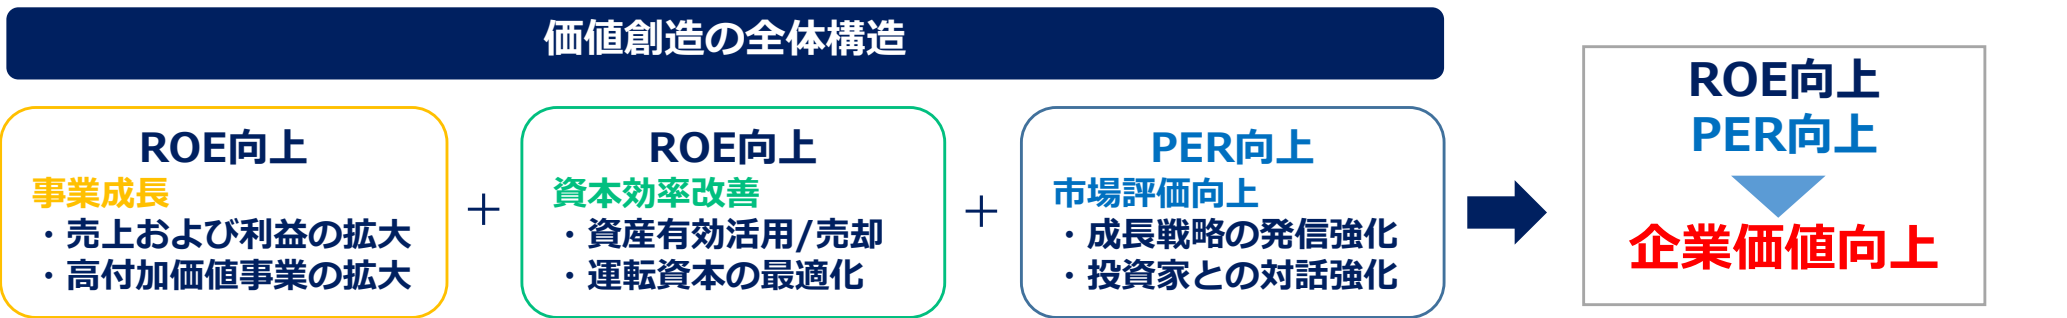 価値創造の全体構造
ROE向上
事業成長
・売上および利益の拡大
・高付加価値事業の拡大
＋
ROE向上
資本効率改善
・資産有効活用/売却
・運転資本の最適化
＋
PER向上
市場評価向上
・成長戦略の発信強化
・投資家との対話強化
ROE向上
PER向上
企業価値向上